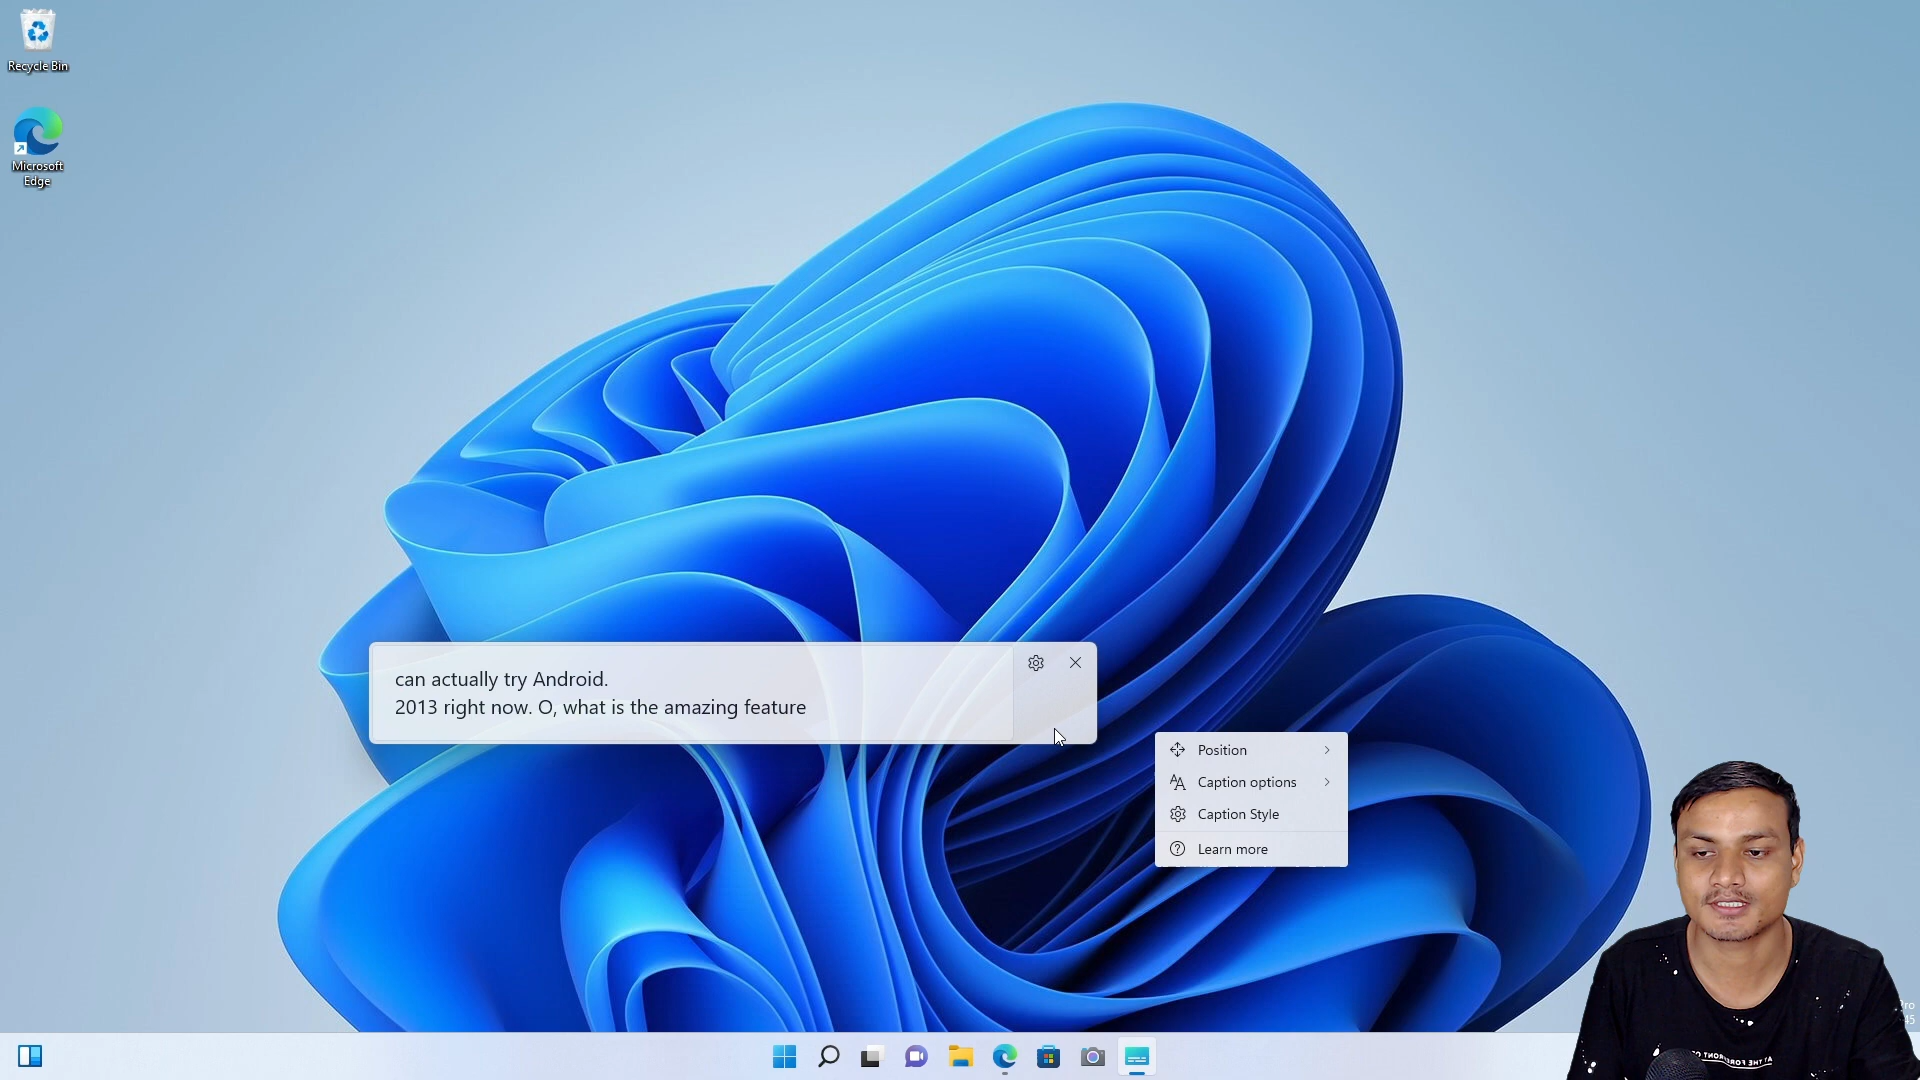 Recycle Bin
Microsoft
Edge
can actually try Android.
2013 right now. O, what is the amazing feature
Position
Caption options
Caption Style
Learn more